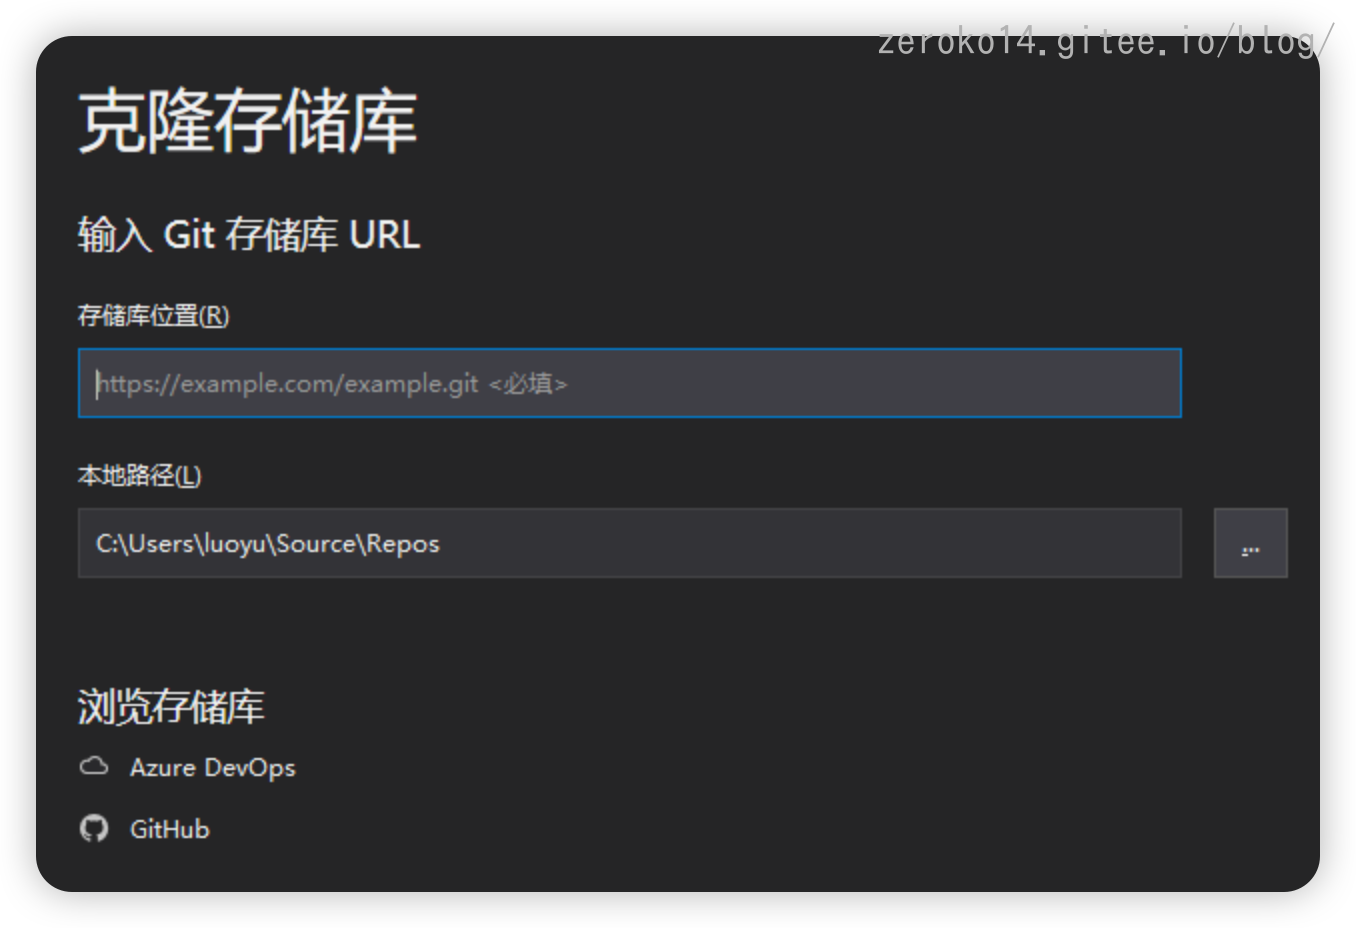 zeroko14.gitee.io/blog/
克隆存储库
输入 Git 存储库 URL
存储库位置(R)
https://example.com/example.git <必填>
本地路径(L)
C:\Users\luoyu\Source\Repos
...
浏览存储库
Azure DevOps
GitHub